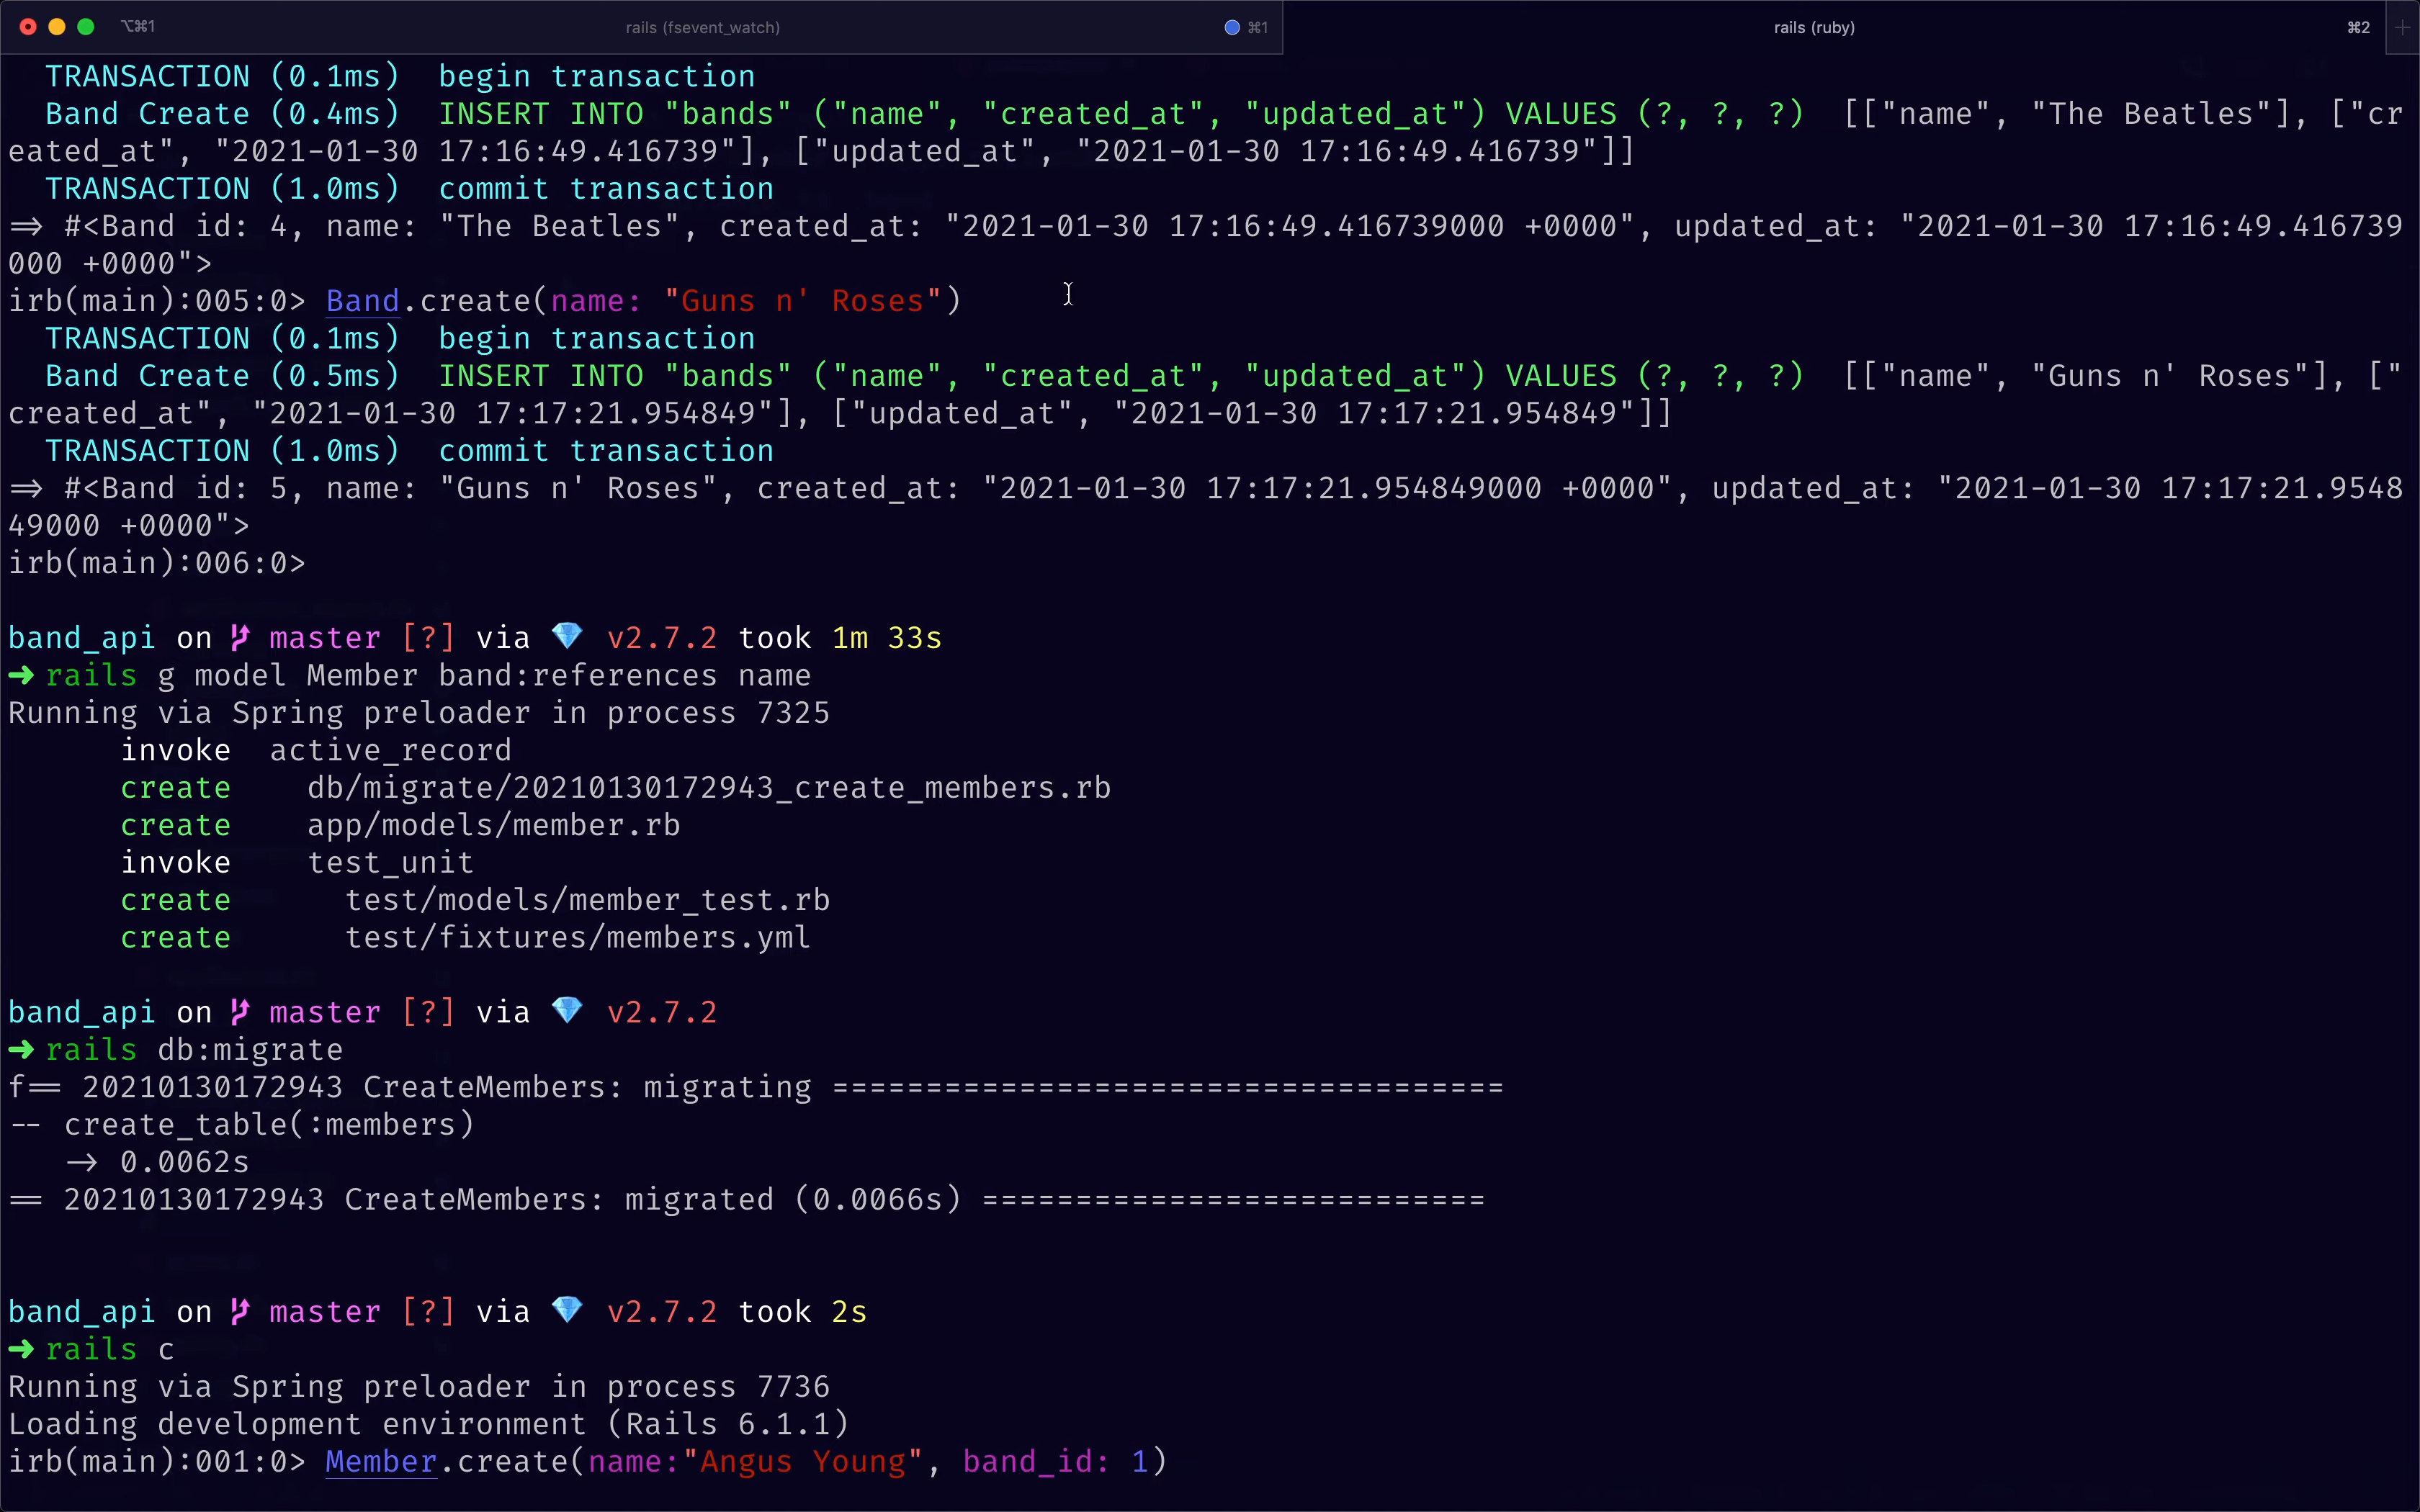 ⌥⌘1 rails (fsevent_watch) ⌘1 rails (ruby) ⌘2 +
TRANSACTION (0.1ms)  begin transaction
Band Create (0.4ms)  INSERT INTO "bands" ("name", "created_at", "updated_at") VALUES (?, ?, ?)  [["name", "The Beatles"], ["cr
eated_at", "2021-01-30 17:16:49.416739"], ["updated_at", "2021-01-30 17:16:49.416739"]]
TRANSACTION (1.0ms)  commit transaction
=> #<Band id: 4, name: "The Beatles", created_at: "2021-01-30 17:16:49.416739000 +0000", updated_at: "2021-01-30 17:16:49.416739
000 +0000">
irb(main):005:0> Band.create(name: "Guns n' Roses")
TRANSACTION (0.1ms)  begin transaction
Band Create (0.5ms)  INSERT INTO "bands" ("name", "created_at", "updated_at") VALUES (?, ?, ?)  [["name", "Guns n' Roses"], ["
created_at", "2021-01-30 17:17:21.954849"], ["updated_at", "2021-01-30 17:17:21.954849"]]
TRANSACTION (1.0ms)  commit transaction
=> #<Band id: 5, name: "Guns n' Roses", created_at: "2021-01-30 17:17:21.954849000 +0000", updated_at: "2021-01-30 17:17:21.9548
49000 +0000">
irb(main):006:0>
band_api on master [?] via 💎 v2.7.2 took 1m 33s
➜ rails g model Member band:references name
Running via Spring preloader in process 7325
invoke  active_record
create    db/migrate/20210130172943_create_members.rb
create    app/models/member.rb
invoke    test_unit
create      test/models/member_test.rb
create      test/fixtures/members.yml
band_api on master [?] via 💎 v2.7.2
➜ rails db:migrate
f== 20210130172943 CreateMembers: migrating ====================================
-- create_table(:members)
-> 0.0062s
== 20210130172943 CreateMembers: migrated (0.0066s) ===========================
band_api on master [?] via 💎 v2.7.2 took 2s
➜ rails c
Running via Spring preloader in process 7736
Loading development environment (Rails 6.1.1)
irb(main):001:0> Member.create(name:"Angus Young", band_id: 1)